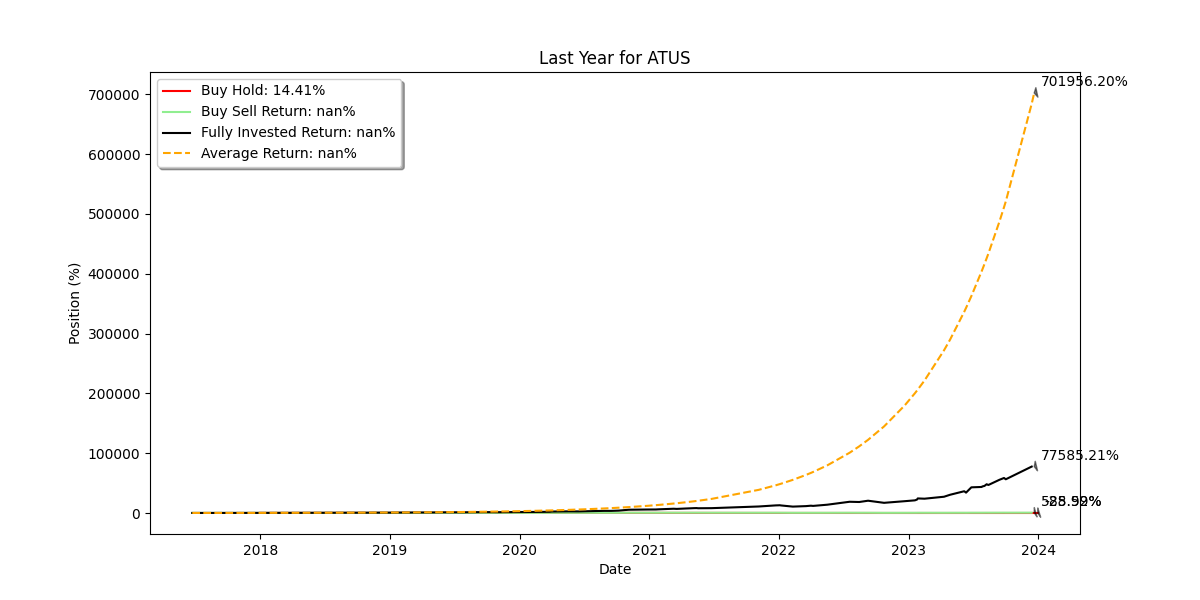 Last Year for ATUS
701956.20%
Buy Hold: 14.41%
Buy Sell Return: nan%
Fully Invested Return: nan%
Average Return: nan%
700000
600000
500000
400000
300000
200000
100000
0
Position (%)
77585.21%
2018
2019
2020
2021
2022
2023
2024
Date